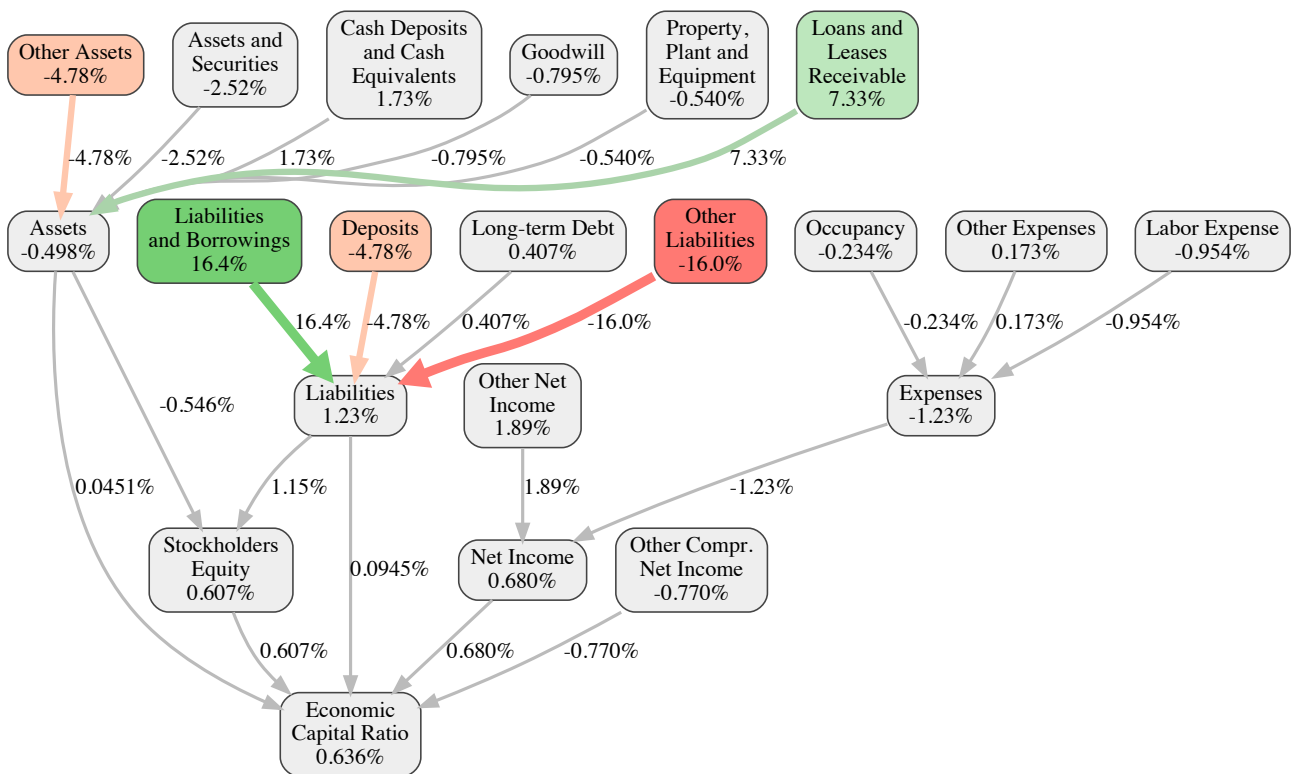 Other Assets
-4.78%
Assets and
Securities
-2.52%
Cash Deposits
and Cash
Equivalents
1.73%
Goodwill
-0.795%
Property,
Plant and
Equipment
-0.540%
Loans and
Leases
Receivable
7.33%
-4.78%
-2.52%
1.73%
-0.795%
-0.540%
7.33%
Assets
-0.498%
Liabilities
and Borrowings
16.4%
Deposits
-4.78%
Long-term Debt
0.407%
Other
Liabilities
-16.0%
Occupancy
-0.234%
Other Expenses
0.173%
Labor Expense
-0.954%
16.4%
-4.78%
0.407%
-16.0%
-0.234%
0.173%
-0.954%
-0.546%
Liabilities
1.23%
Other Net
Income
1.89%
Expenses
-1.23%
0.0451%
1.15%
1.89%
-1.23%
Stockholders
Equity
0.607%
0.0945%
Net Income
0.680%
Other Compr.
Net Income
-0.770%
0.607%
0.680%
-0.770%
Economic
Capital Ratio
0.636%